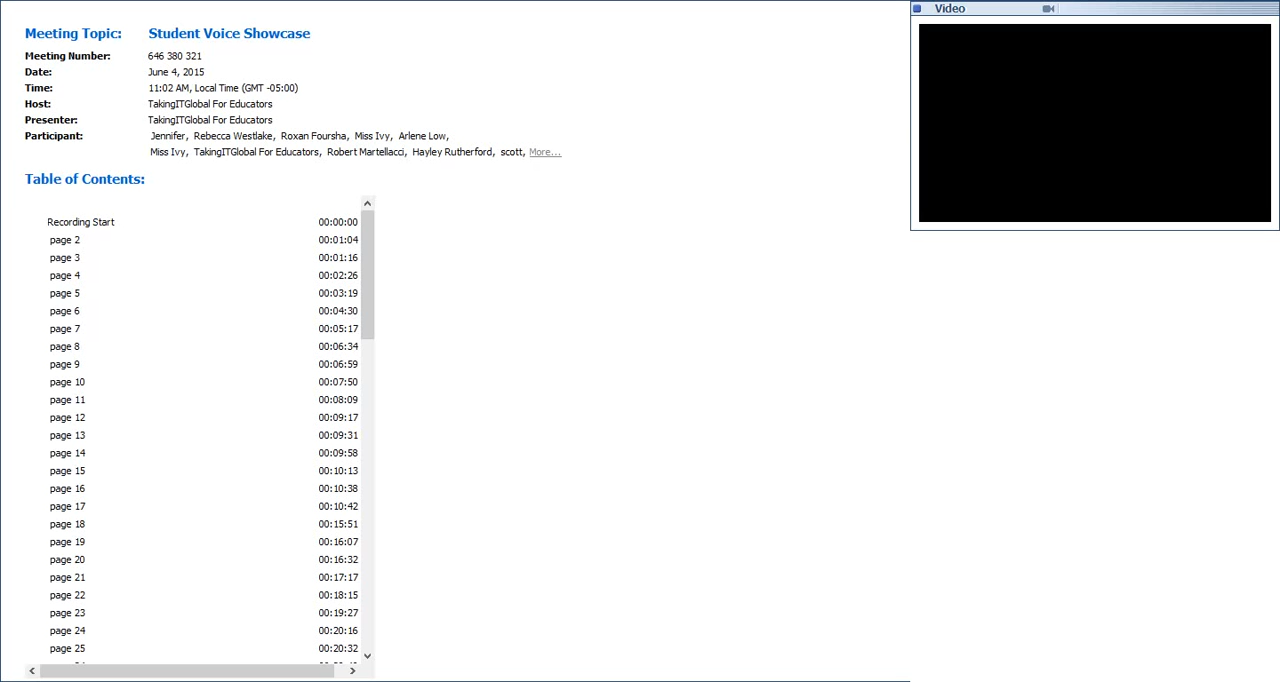 Video
Meeting Topic: Student Voice Showcase
Meeting Number: 646 380 321
Date: June 4, 2015
Time: 11:02 AM, Local Time (GMT -05:00)
Host: TakingITGlobal For Educators
Presenter: TakingITGlobal For Educators
Participant: Jennifer, Rebecca Westlake, Roxan Foursha, Miss Ivy, Arlene Low,
Miss Ivy, TakingITGlobal For Educators, Robert Martellacci, Hayley Rutherford, scott, More...
Table of Contents:
Recording Start 00:00:00
page 2 00:01:04
page 3 00:01:16
page 4 00:02:26
page 5 00:03:19
page 6 00:04:30
page 7 00:05:17
page 8 00:06:34
page 9 00:06:59
page 10 00:07:50
page 11 00:08:09
page 12 00:09:17
page 13 00:09:31
page 14 00:09:58
page 15 00:10:13
page 16 00:10:38
page 17 00:10:42
page 18 00:15:51
page 19 00:16:07
page 20 00:16:32
page 21 00:17:17
page 22 00:18:15
page 23 00:19:27
page 24 00:20:16
page 25 00:20:32